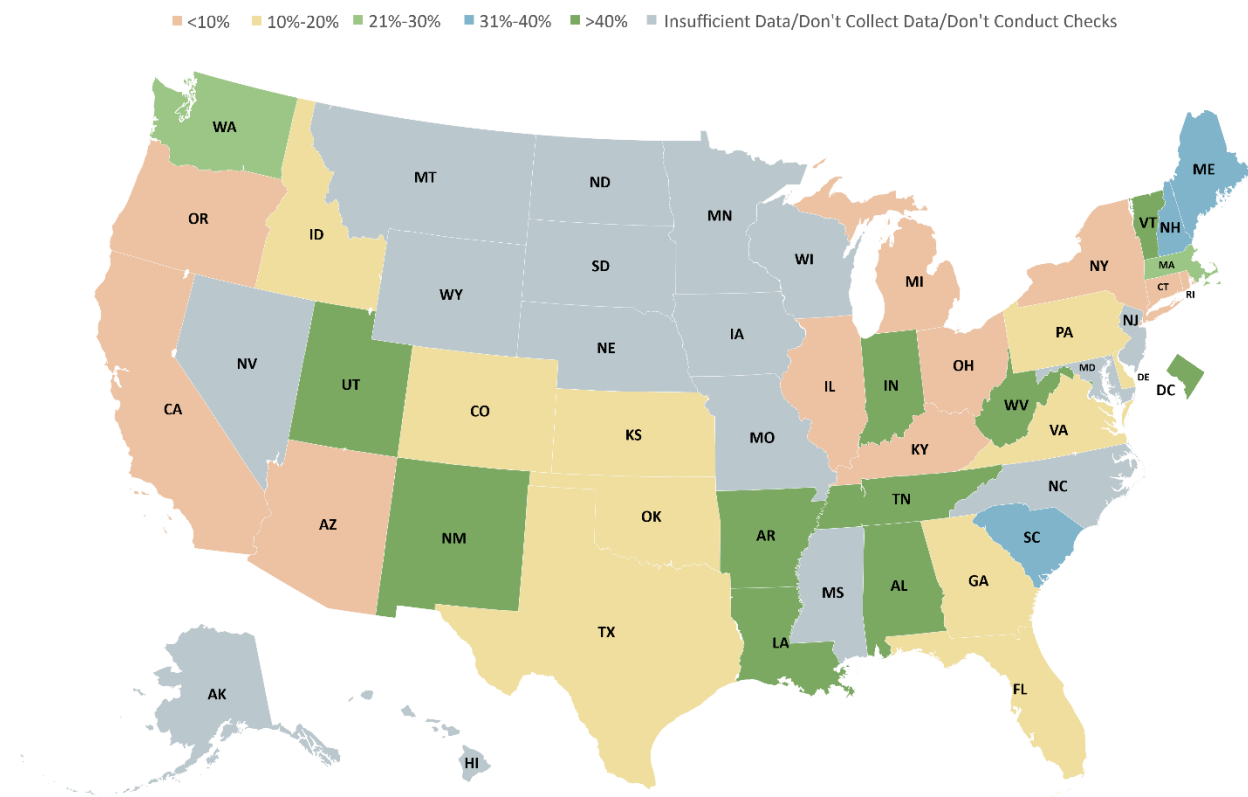 <10% 10%-20% 21%-30% 31%-40% >40% Insufficient Data/Don't Collect Data/Don't Conduct Checks
WA
MT
ND
MN
ME
OR
ID
SD
WI
VT
NH
WY
MI
NY
MA
CT
RI
NV
NE
IA
PA
NJ
UT
CO
IL
IN
OH
MD
DE
DC
CA
KS
MO
KY
WV
VA
AZ
NM
OK
AR
TN
NC
SC
TX
LA
MS
AL
GA
FL
AK
HI